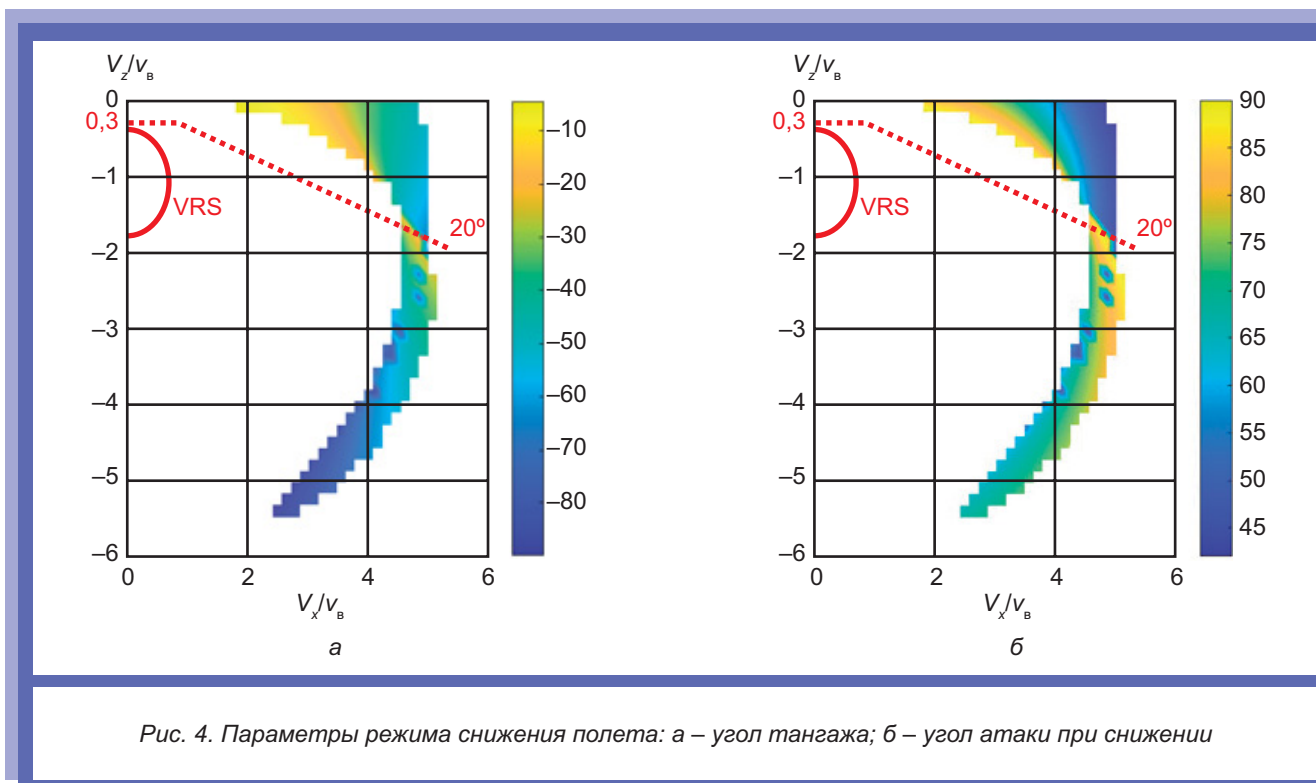 V_z/v_в
0
0,3
–1
VRS
20º
–2
–3
–4
–5
–6
0 2 4 6
V_x/v_в
а
–10
–20
–30
–40
–50
–60
–70
–80
V_z/v_в
0
0,3
–1
VRS
20º
–2
–3
–4
–5
–6
0 2 4 6
V_x/v_в
б
90
85
80
75
70
65
60
55
50
45
Рис. 4. Параметры режима снижения полета: а – угол тангажа; б – угол атаки при снижении